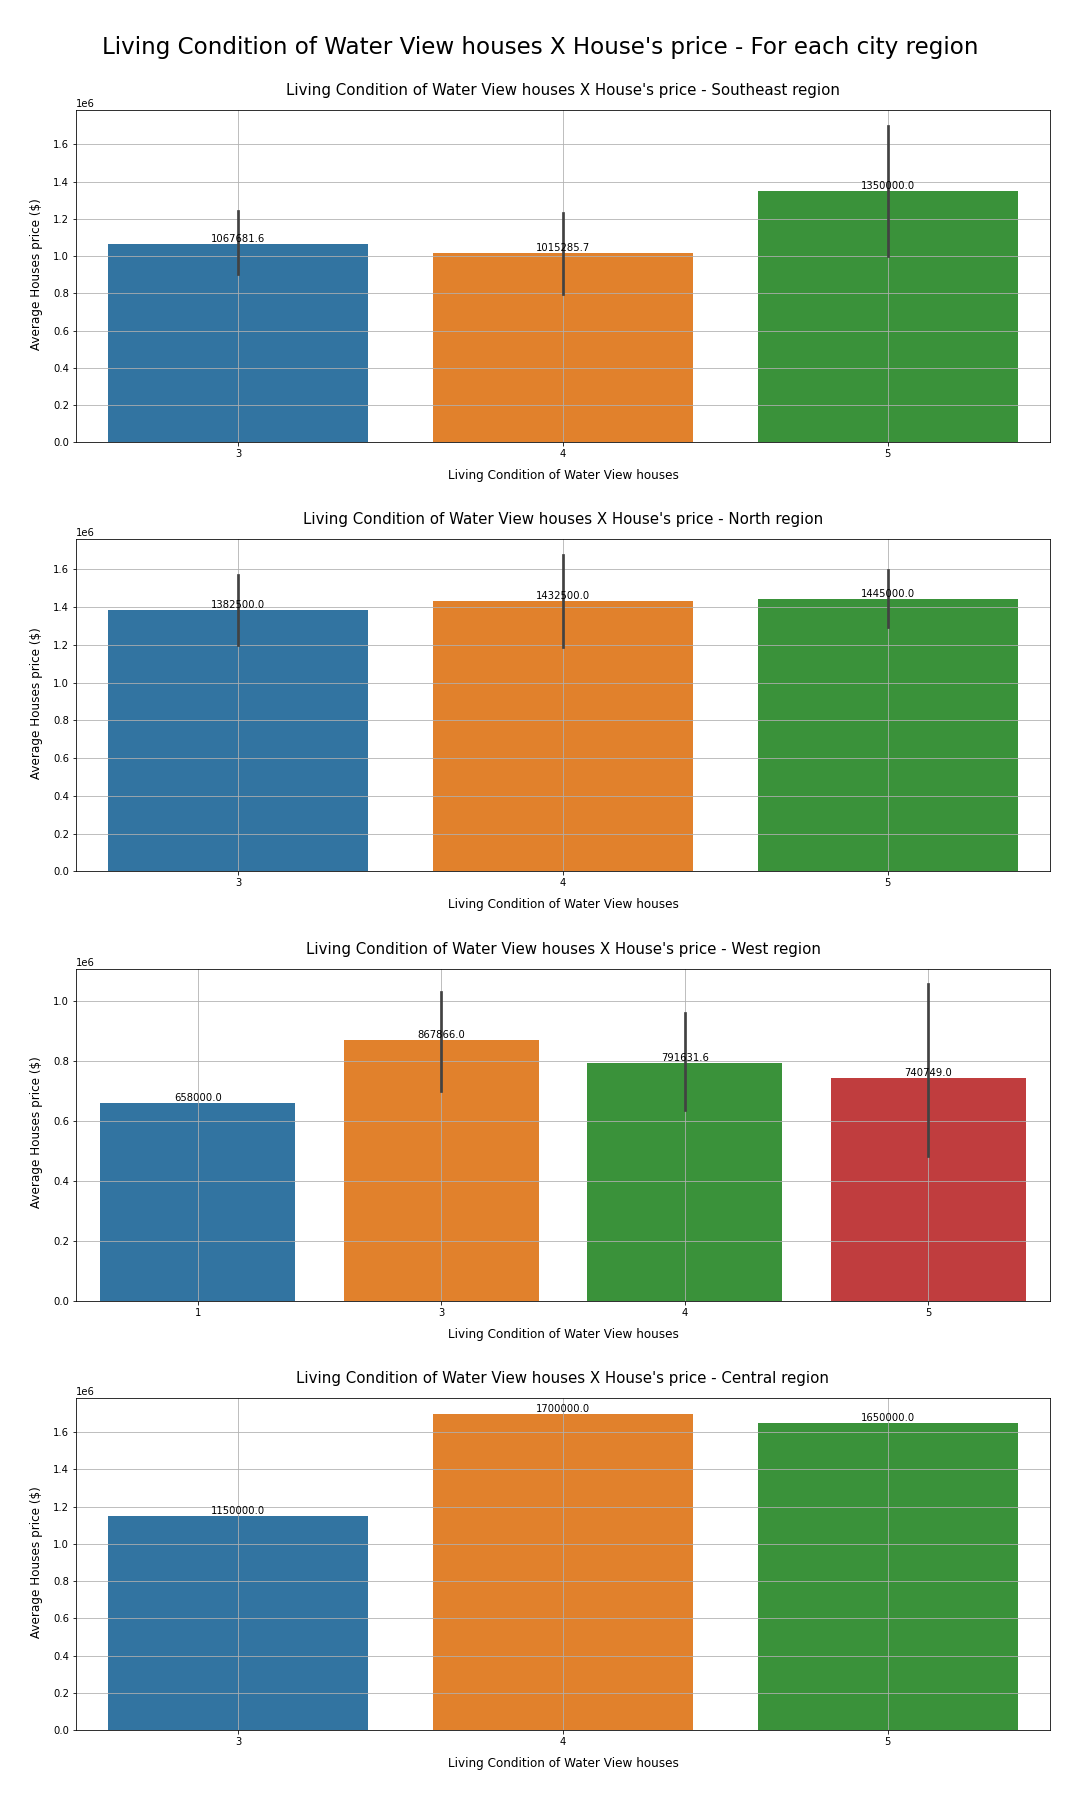 Living Condition of Water View houses X House's price - For each city region
Living Condition of Water View houses X House's price - Southeast region
1e6
1.6
1.4
1.2
1.0
0.8
0.6
0.4
0.2
0.0
Average Houses price ($)
1067681.6
1015285.7
1350000.0
3 4 5
Living Condition of Water View houses
Living Condition of Water View houses X House's price - North region
1e6
1.6
1.4
1.2
1.0
0.8
0.6
0.4
0.2
0.0
Average Houses price ($)
1382500.0
1432500.0
1445000.0
3 4 5
Living Condition of Water View houses
Living Condition of Water View houses X House's price - West region
1e6
1.0
0.8
0.6
0.4
0.2
0.0
Average Houses price ($)
658000.0
867866.0
791631.6
740749.0
1 3 4 5
Living Condition of Water View houses
Living Condition of Water View houses X House's price - Central region
1e6
1.6
1.4
1.2
1.0
0.8
0.6
0.4
0.2
0.0
Average Houses price ($)
1150000.0
1700000.0
1650000.0
3 4 5
Living Condition of Water View houses